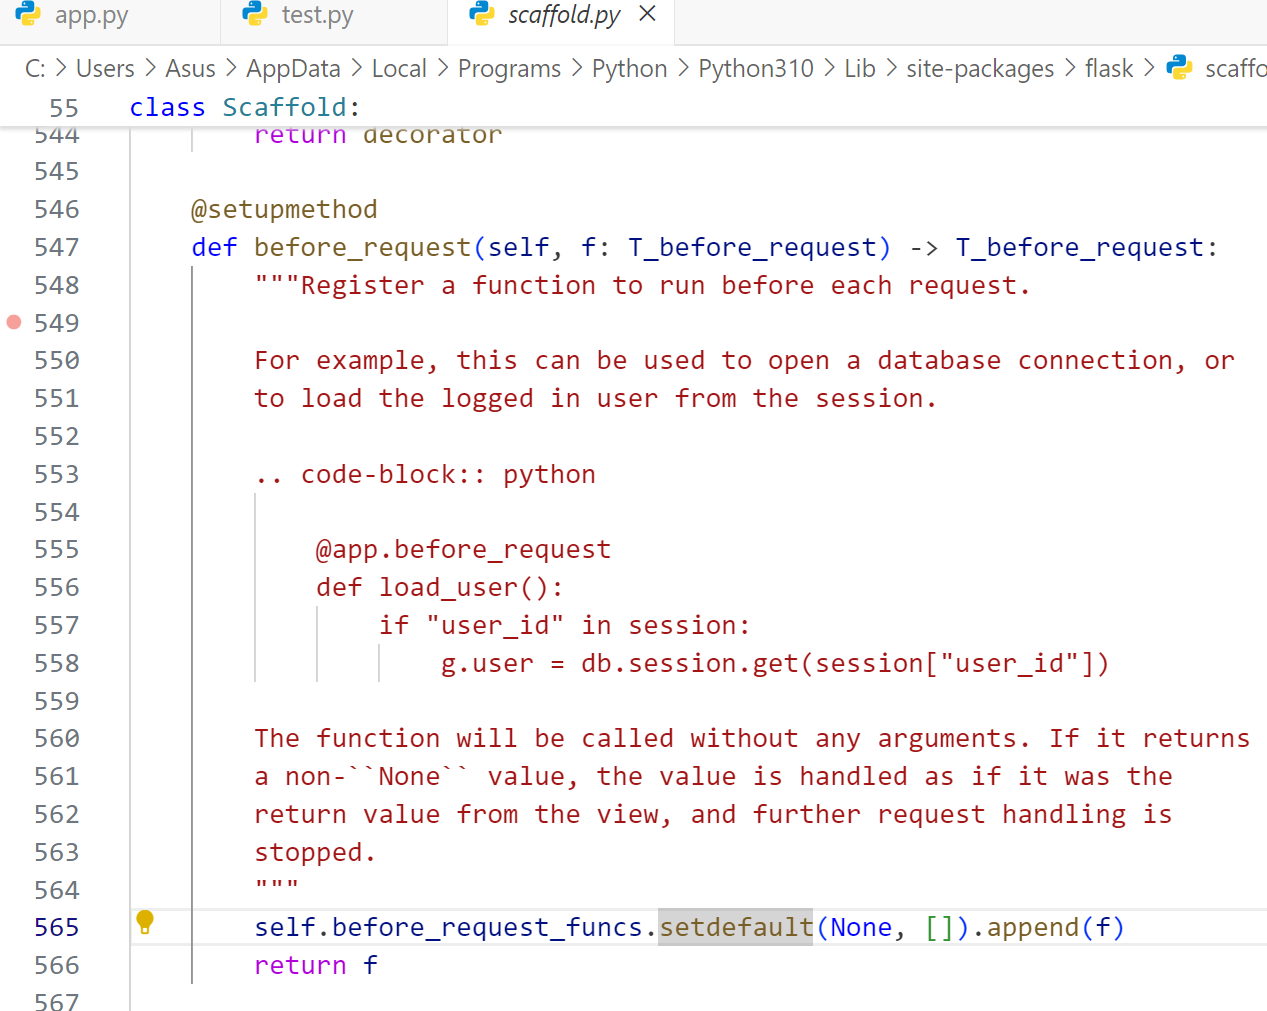 app.py test.py scaffold.py
C: > Users > Asus > AppData > Local > Programs > Python > Python310 > Lib > site-packages > flask > scaffo
55 class Scaffold:
544 return decorator
545
546 @setupmethod
547 def before_request(self, f: T_before_request) -> T_before_request:
548 """Register a function to run before each request.
549
550 For example, this can be used to open a database connection, or
551 to load the logged in user from the session.
552
553 .. code-block:: python
554
555 @app.before_request
556 def load_user():
557 if "user_id" in session:
558 g.user = db.session.get(session["user_id"])
559
560 The function will be called without any arguments. If it returns
561 a non-``None`` value, the value is handled as if it was the
562 return value from the view, and further request handling is
563 stopped.
564 """
565 self.before_request_funcs.setdefault(None, []).append(f)
566 return f
567